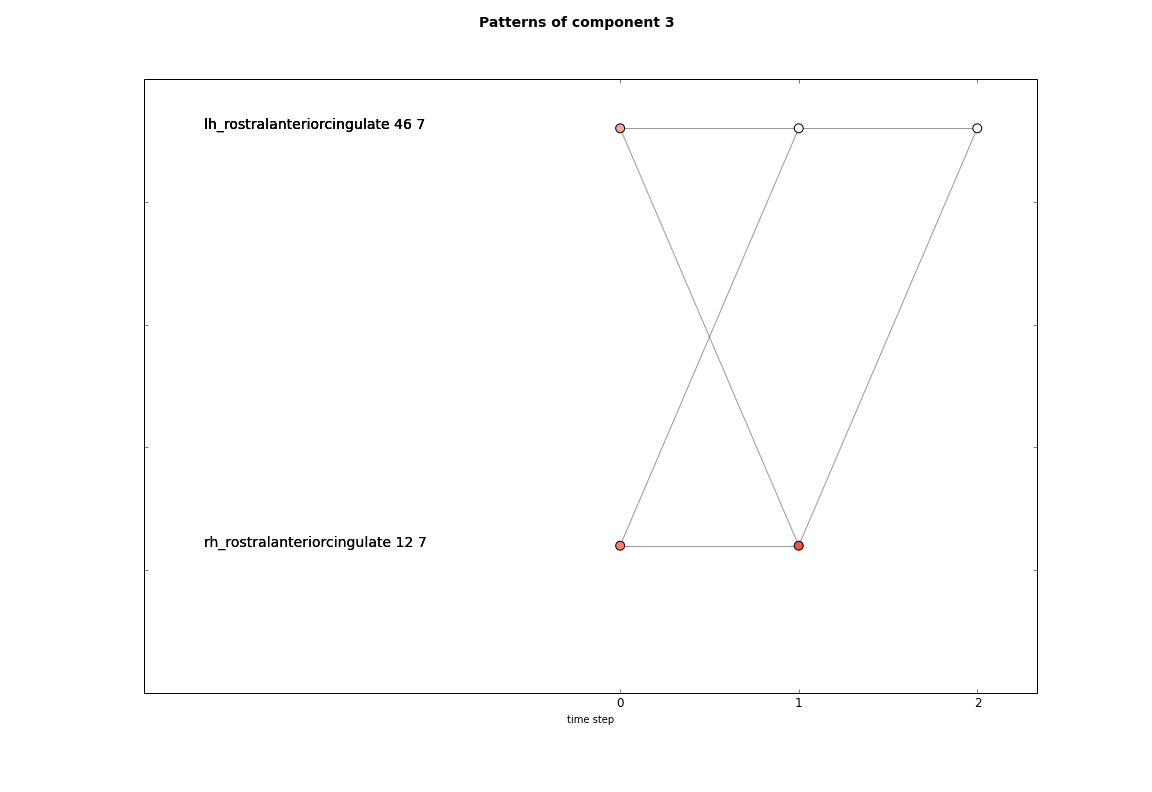 Patterns of component 3
lh_rostralanteriorcingulate 46 7
rh_rostralanteriorcingulate 12 7
0 1 2
time step